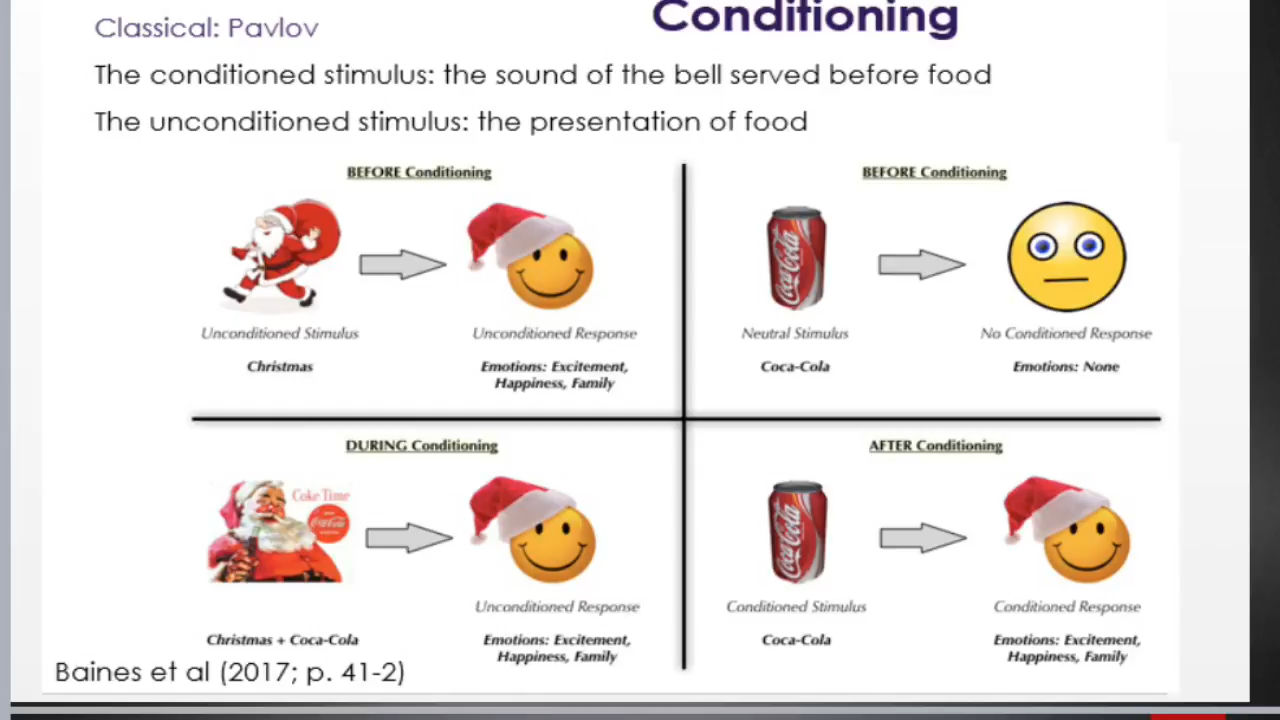 Conditioning
Classical: Pavlov
The conditioned stimulus: the sound of the bell served before food
The unconditioned stimulus: the presentation of food
BEFORE Conditioning
Unconditioned Stimulus
Unconditioned Response
Christmas
Emotions: Excitement,
Happiness, Family
BEFORE Conditioning
Coca-Cola
Neutral Stimulus
No Conditioned Response
Coca-Cola
Emotions: None
DURING Conditioning
Coke Time
Coca-Cola
Unconditioned Response
Christmas + Coca-Cola
Emotions: Excitement,
Happiness, Family
AFTER Conditioning
Coca-Cola
Conditioned Stimulus
Conditioned Response
Coca-Cola
Emotions: Excitement,
Happiness, Family
Baines et al (2017; p. 41-2)